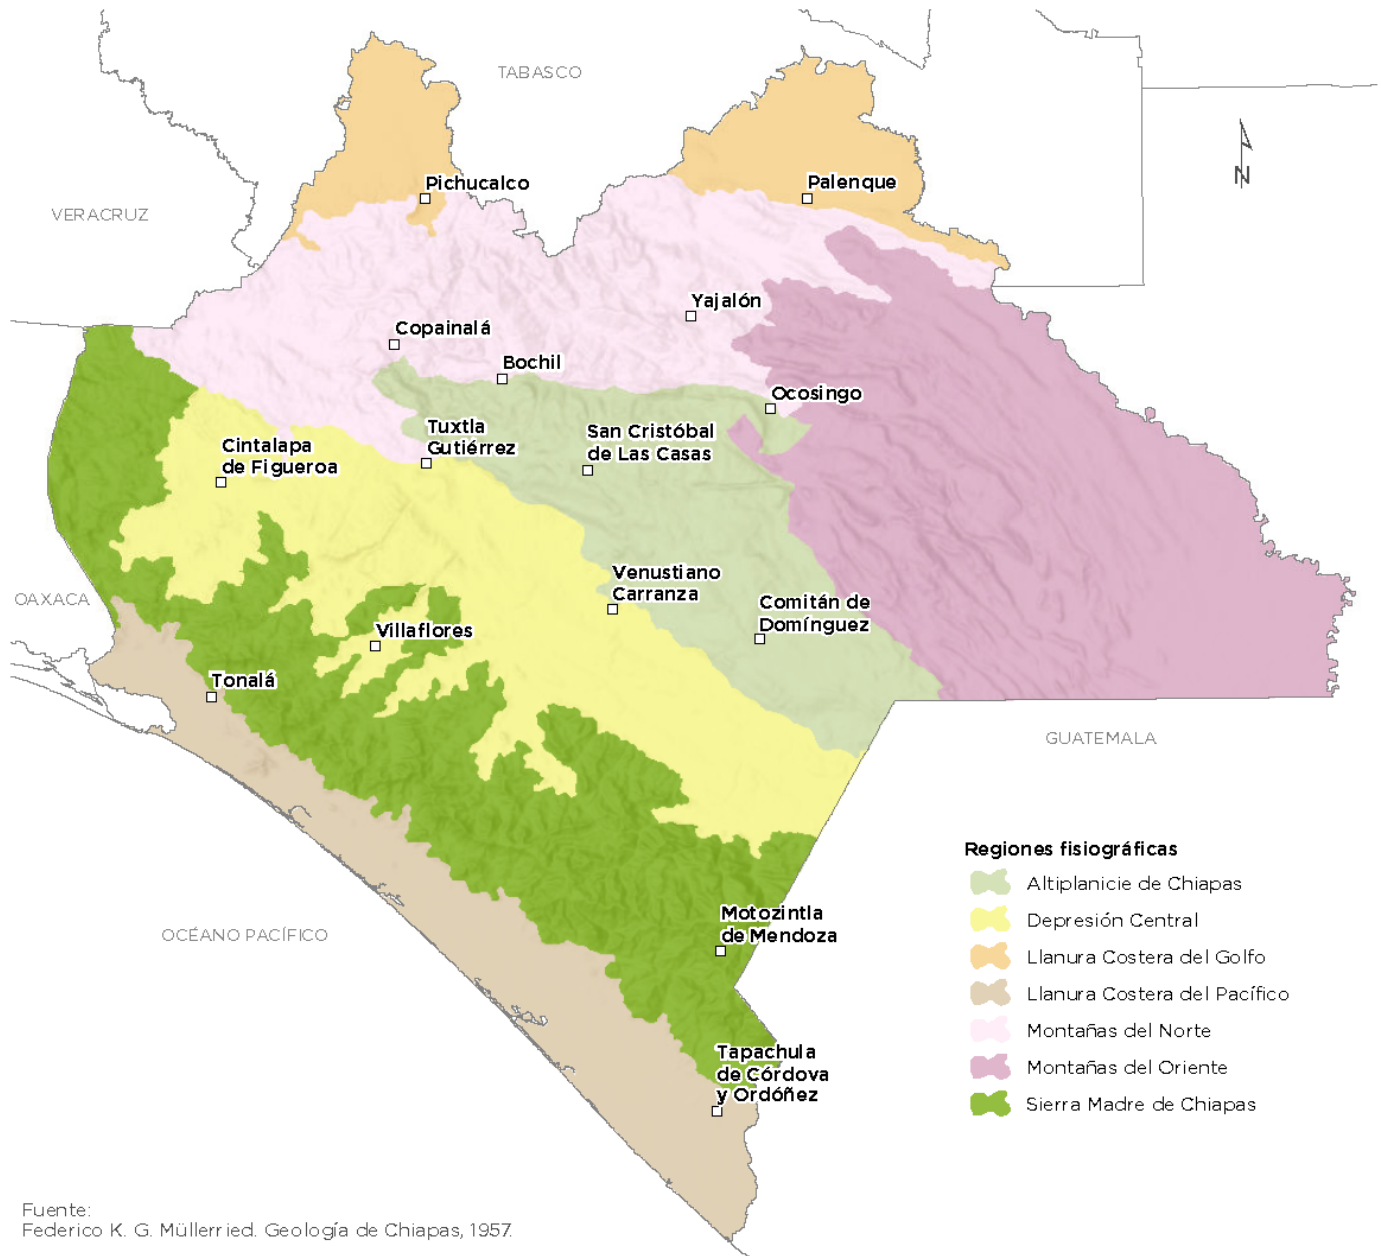 TABASCO
Pichucalco
Palenque
VERACRUZ
N
Yajalón
Copainalá
Bochil
Ocosingo
Tuxtla
Gutiérrez
San Cristóbal
de Las Casas
Cintalapa
de Figueroa
Venustiano
Carranza
OAXACA
Comitán de
Domínguez
Villaflores
Tonalá
GUATEMALA
Regiones fisiográficas
Altiplanicie de Chiapas
Depresión Central
Llanura Costera del Golfo
Llanura Costera del Pacífico
Montañas del Norte
Montañas del Oriente
Sierra Madre de Chiapas
Motozintla
de Mendoza
OCÉANO PACÍFICO
Tapachula
de Córdova
y Ordóñez
Fuente:
Federico K. G. Müllerried. Geología de Chiapas, 1957.